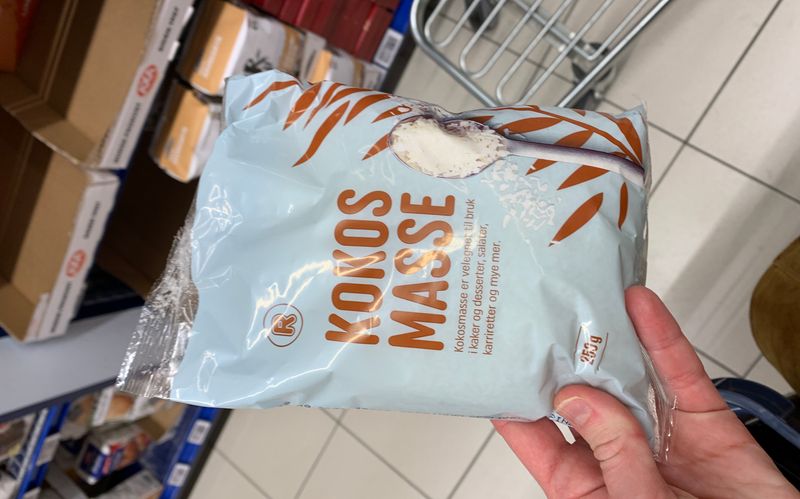 KOKOS
MASSE
Kokosmasse er velegnet til bruk
i kaker og desserter, salater,
karriretter og mye mer.
R
250g